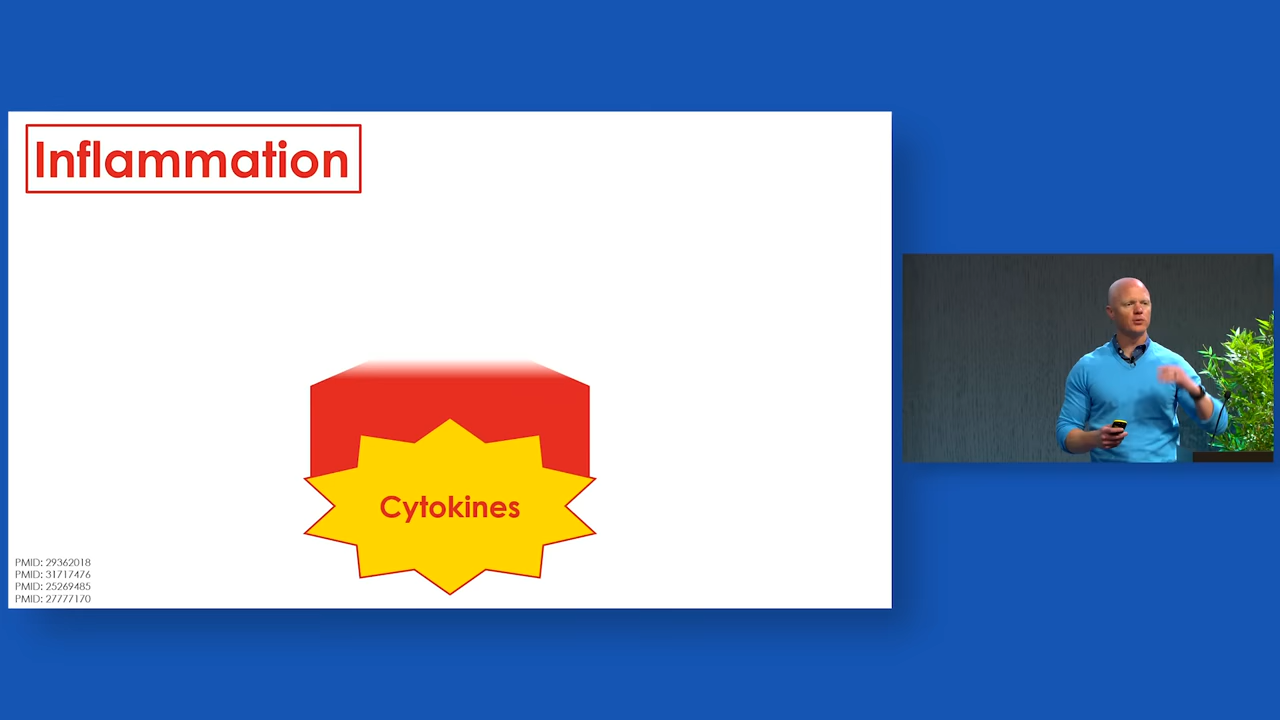 Inflammation
Cytokines
PMID: 29362018
PMID: 31717476
PMID: 25269485
PMID: 27777170